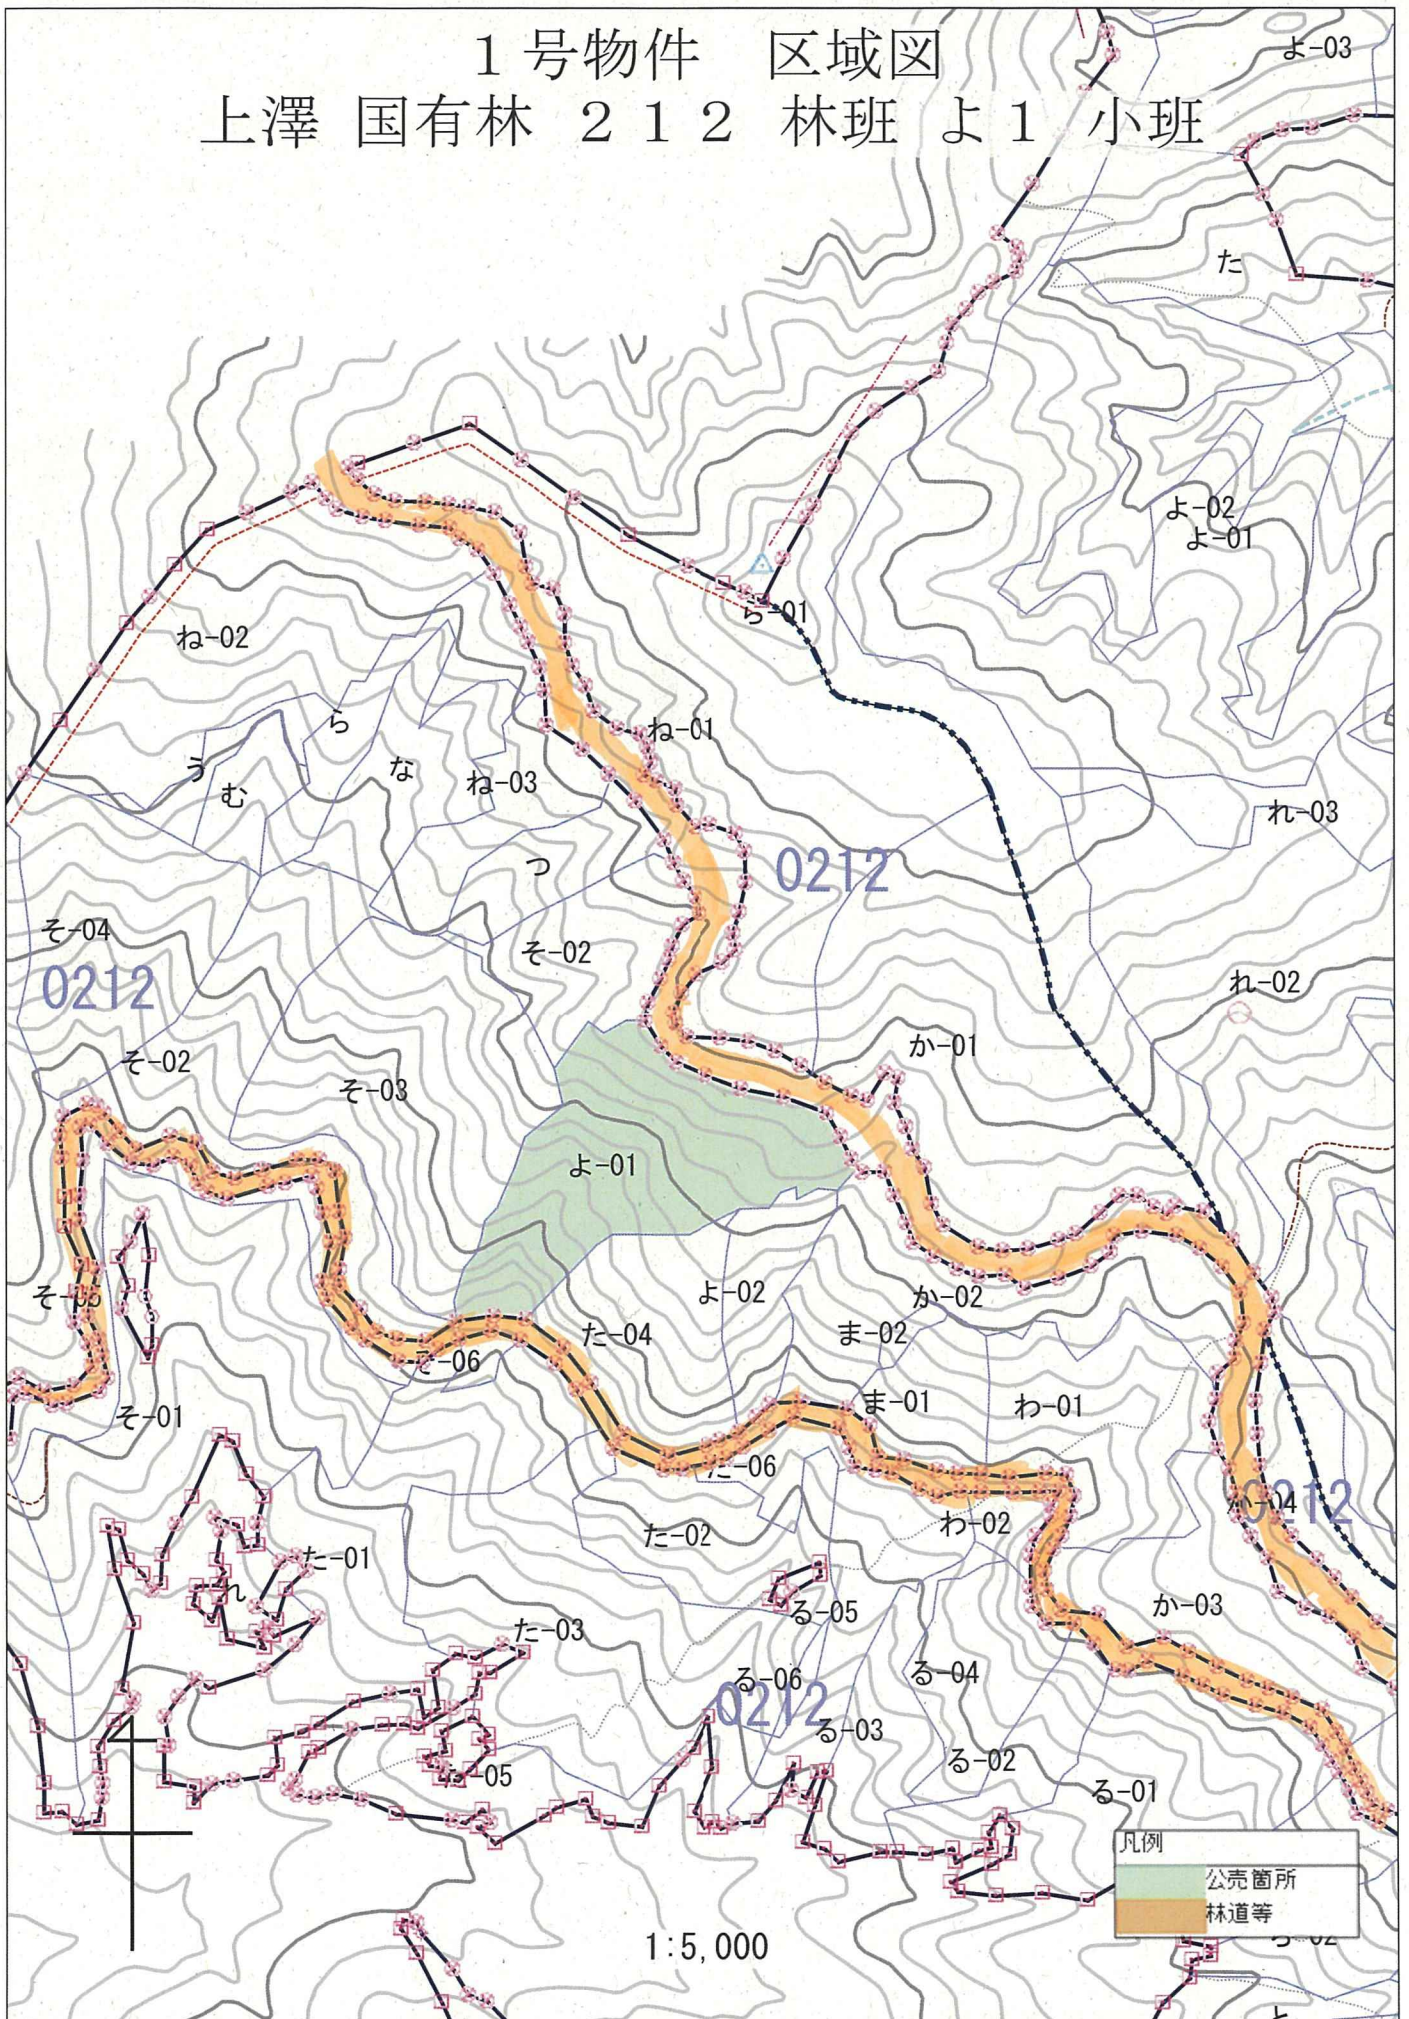 １号物件　区域図
上澤 国有林 ２１２ 林班 よ１ 小班
よ-03
た
よ-02
よ-01
ら-01
ね-02
ら
ね-01
う
な
ね-03
む
れ-03
つ
0212
そ-04
そ-02
れ-02
0212
か-01
そ-02
そ-03
よ-01
よ-02
か-02
た-04
ま-02
そ-06
ま-01
わ-01
そ-01
た-06
か-04
0212
わ-02
た-02
た-01
れ
る-05
か-03
た-03
る-04
る-06
0212
る-03
る-02
る-01
凡例
公売箇所
林道等
1:5,000